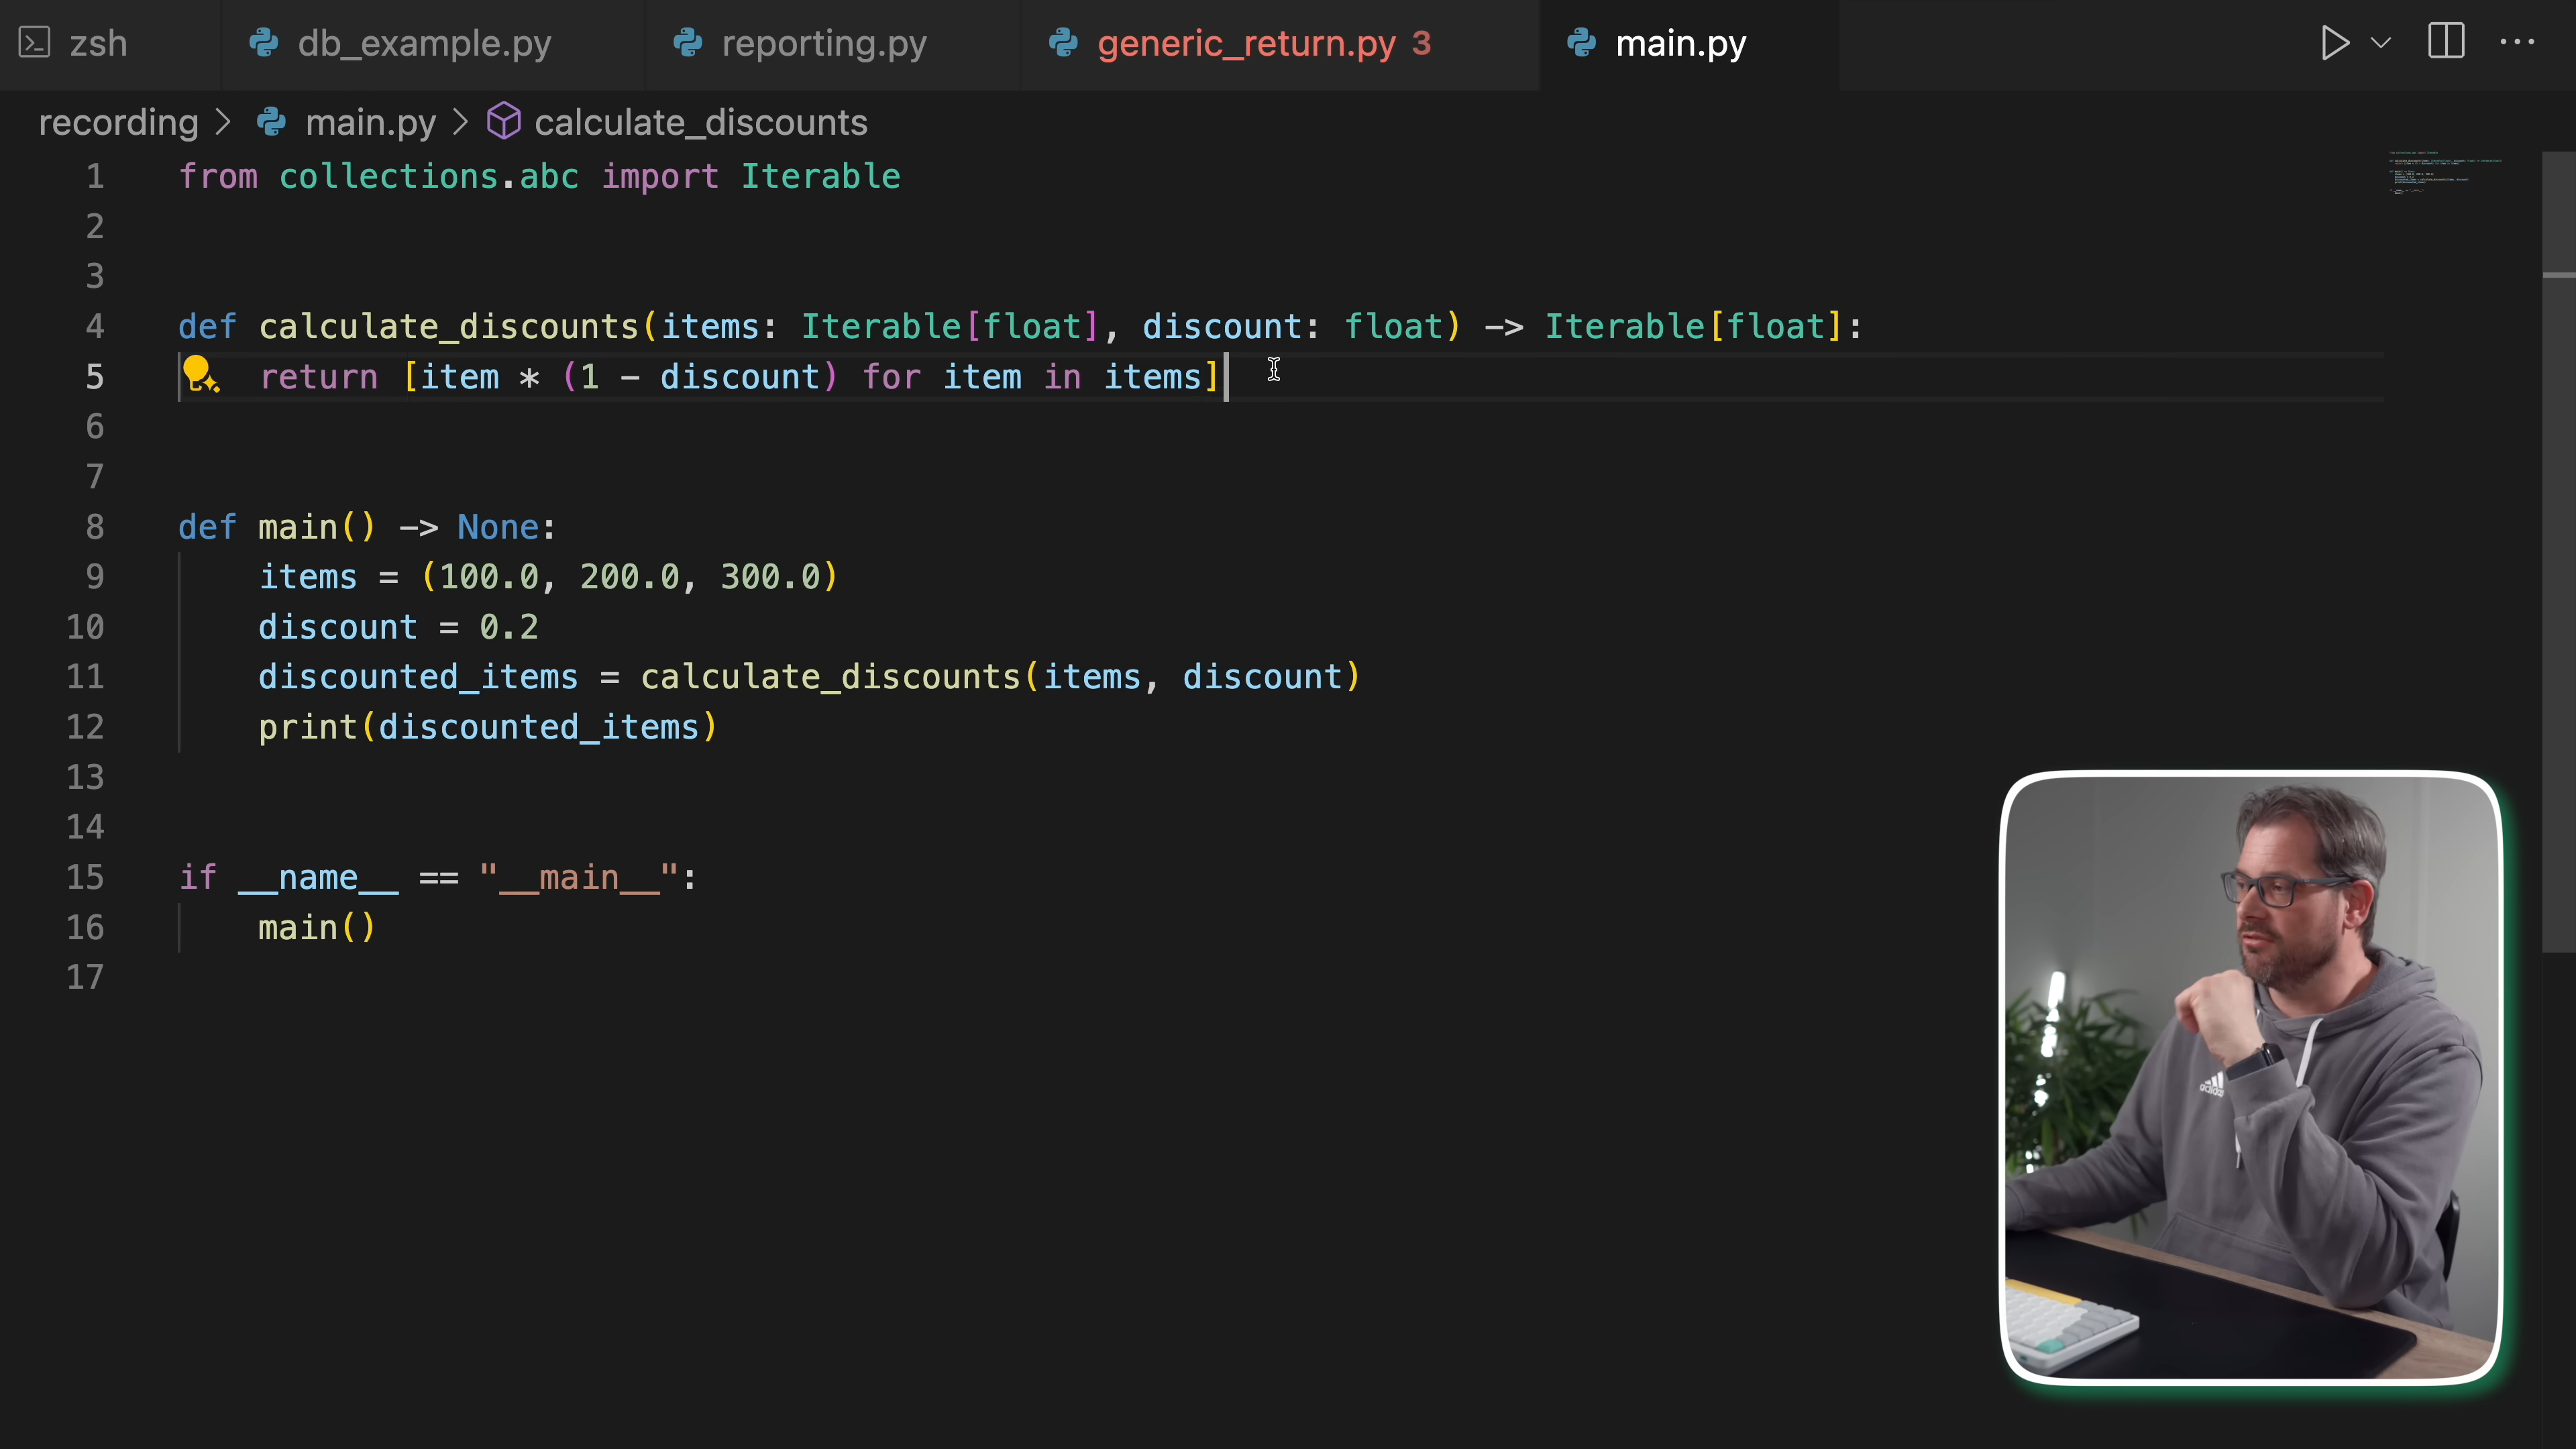 zsh
db_example.py
reporting.py
generic_return.py 3
main.py
recording > main.py > calculate_discounts
1 from collections.abc import Iterable
2
3
4 def calculate_discounts(items: Iterable[float], discount: float) -> Iterable[float]:
5 return [item * (1 - discount) for item in items]
6
7
8 def main() -> None:
9 items = (100.0, 200.0, 300.0)
10 discount = 0.2
11 discounted_items = calculate_discounts(items, discount)
12 print(discounted_items)
13
14
15 if __name__ == "__main__":
16 main()
17
adidas